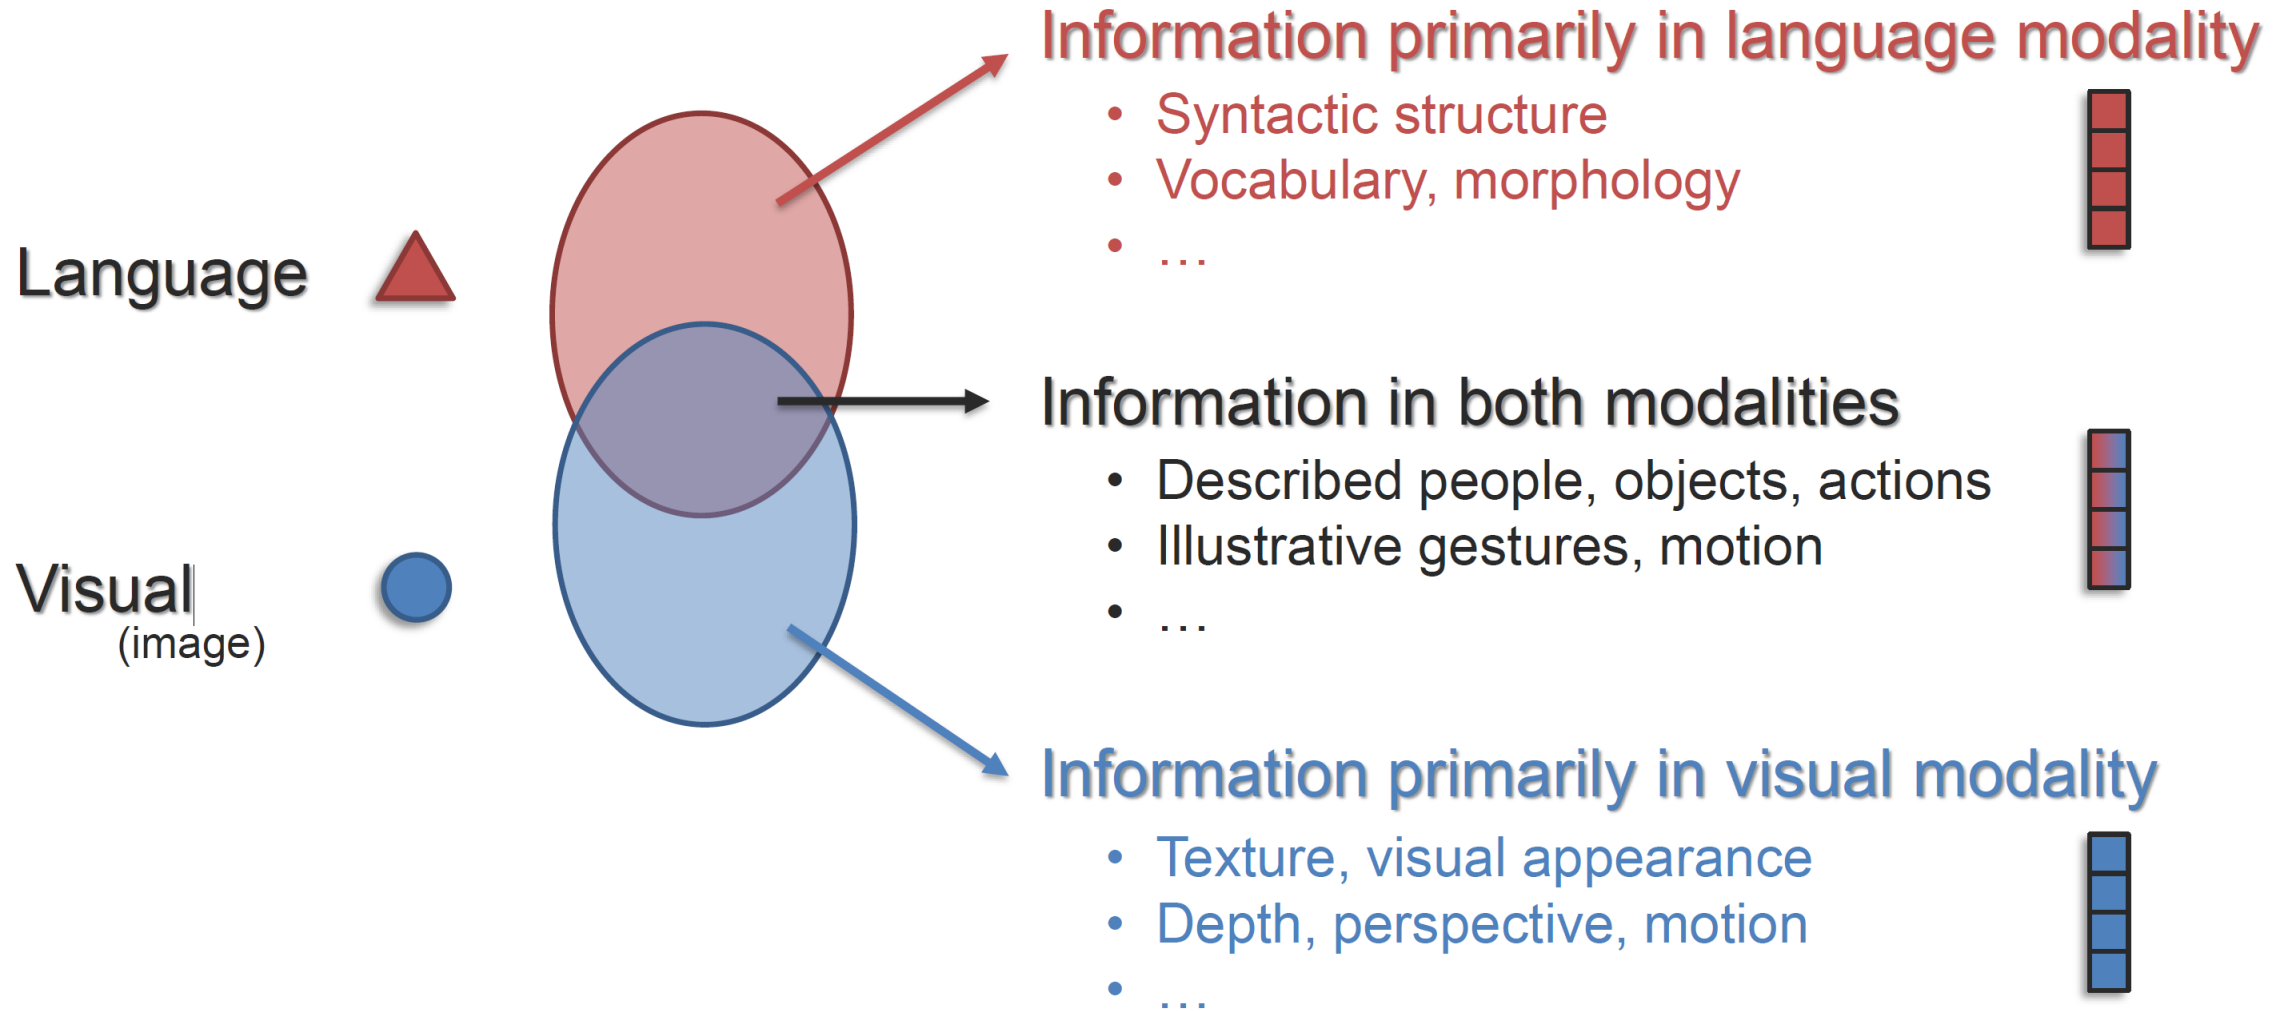 Information primarily in language modality
• Syntactic structure
• Vocabulary, morphology
• …
Language
Information in both modalities
• Described people, objects, actions
• Illustrative gestures, motion
• …
Visual
(image)
Information primarily in visual modality
• Texture, visual appearance
• Depth, perspective, motion
• …